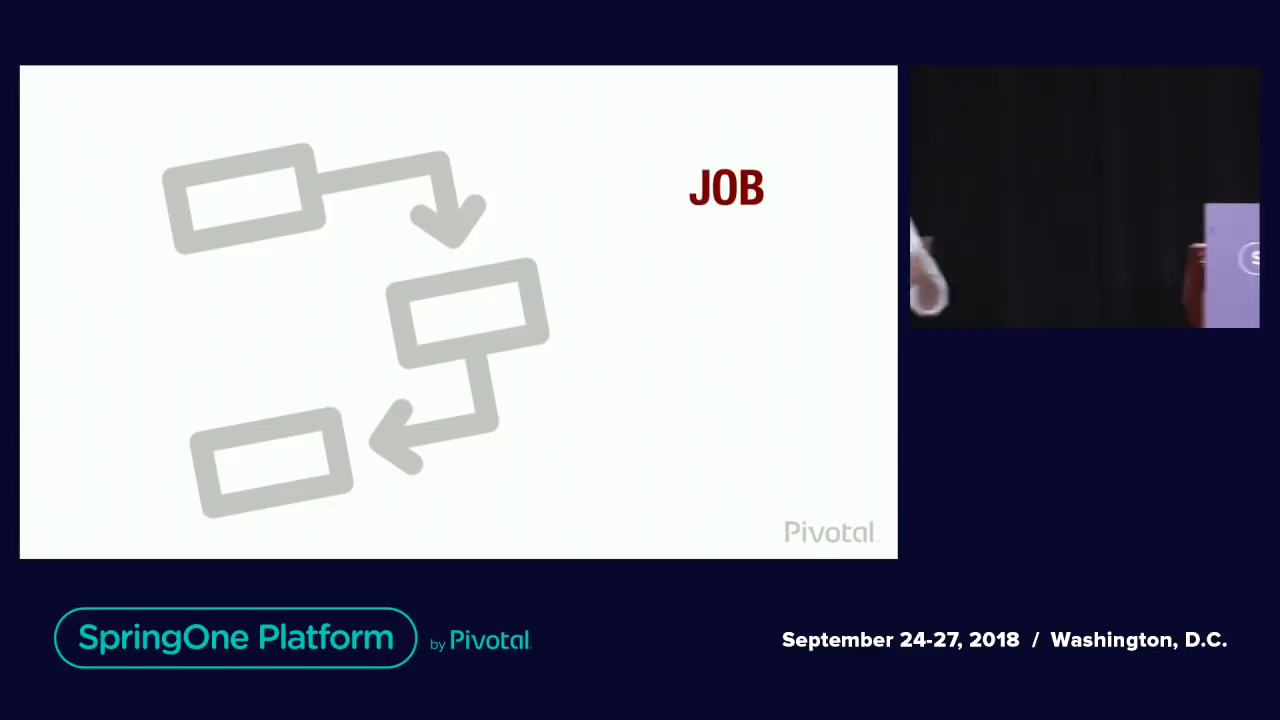 JOB
Pivotal
SpringOne Platform by Pivotal
September 24-27, 2018 / Washington, D.C.